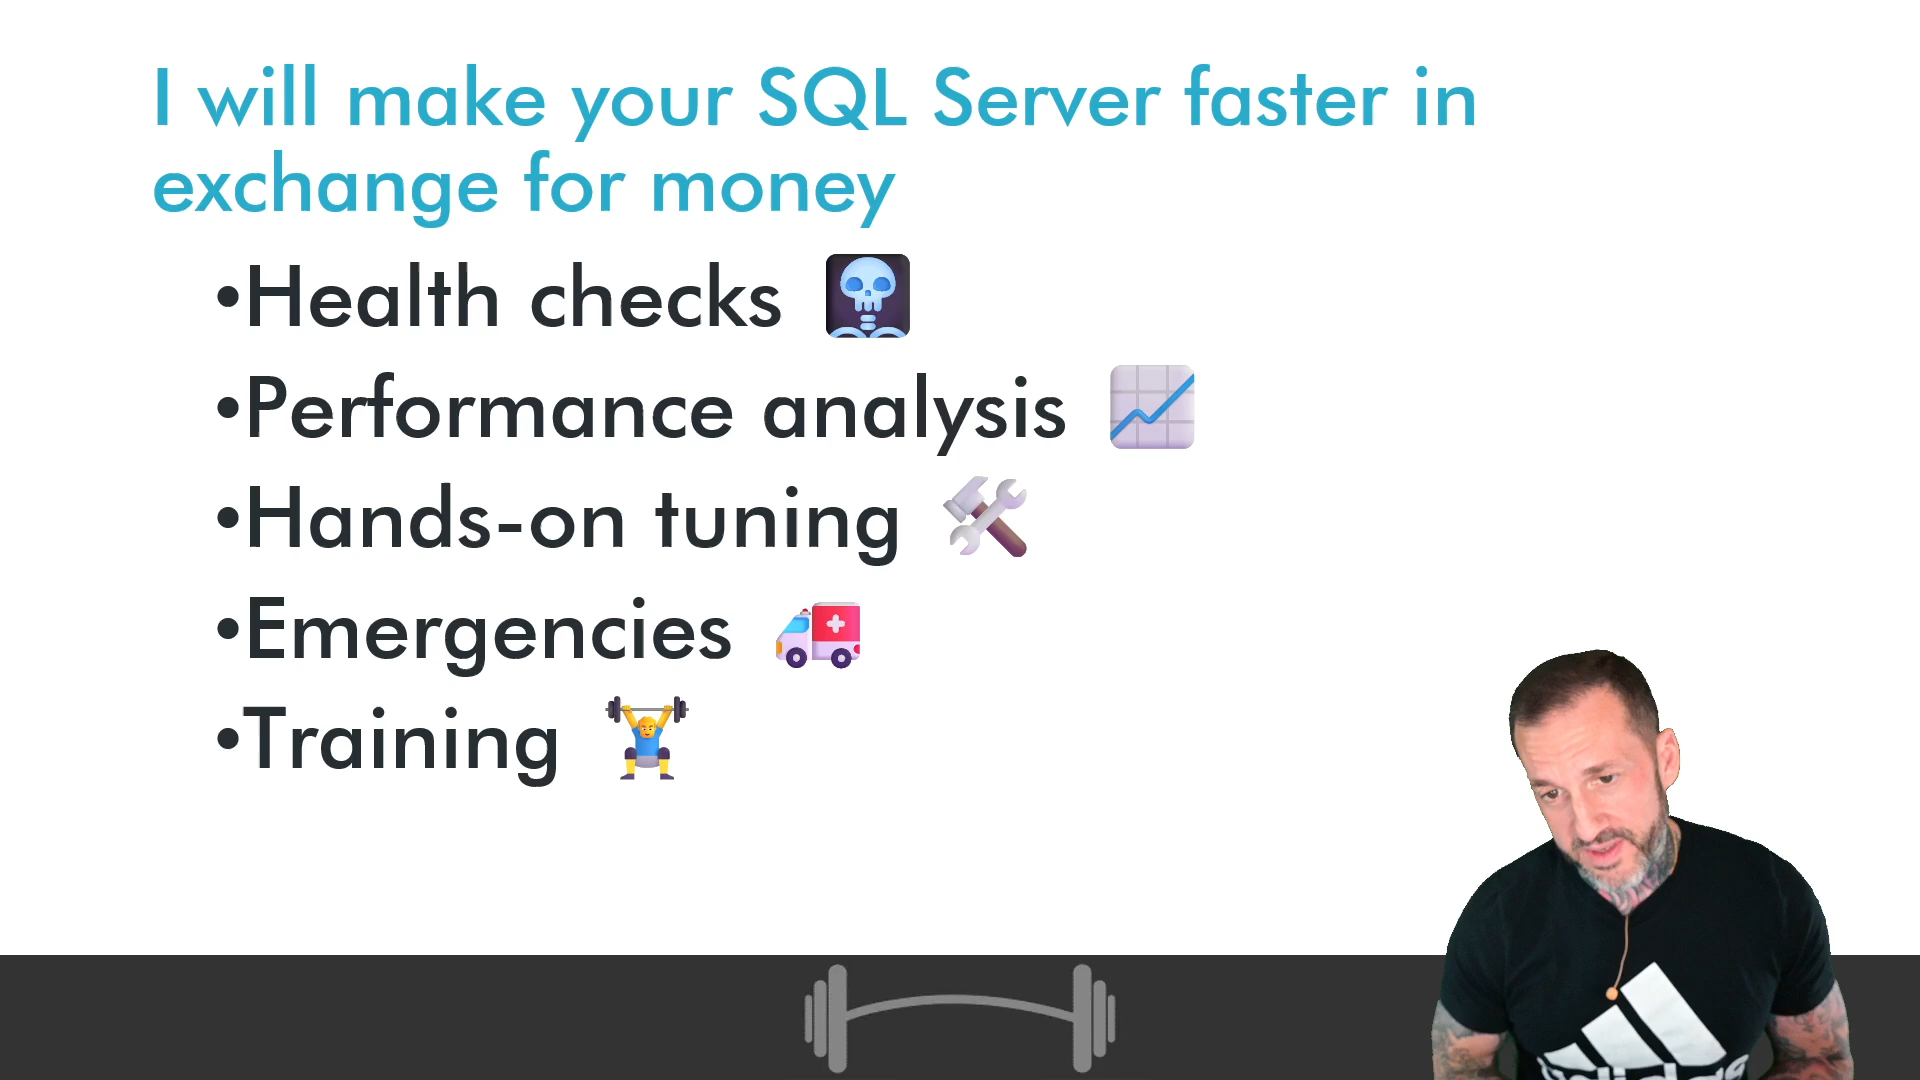 I will make your SQL Server faster in
exchange for money
•Health checks
•Performance analysis
•Hands-on tuning
•Emergencies
•Training
adidas